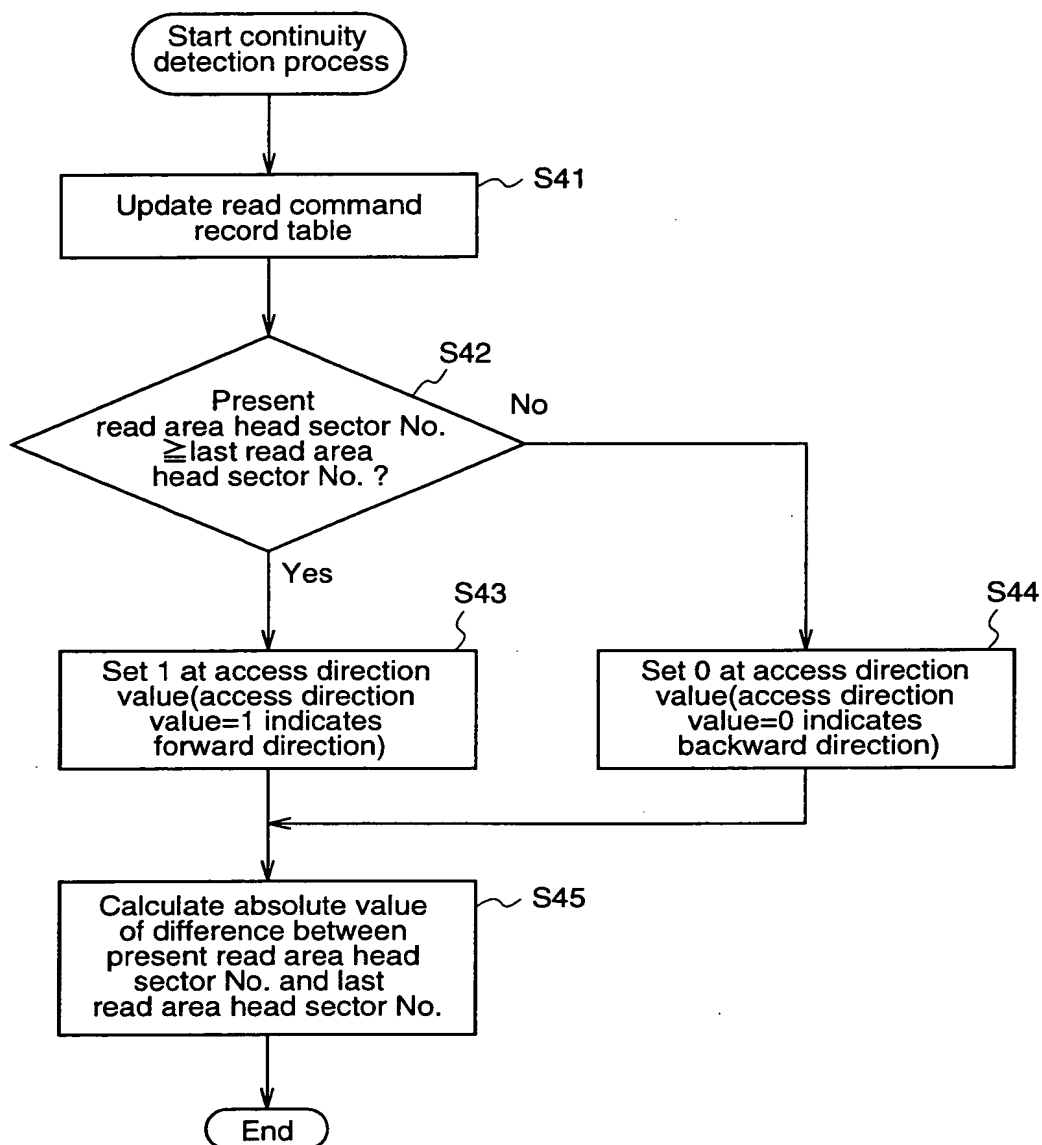 Start continuity
detection process
S41
Update read command
record table
S42
Present
read area head sector No.
≧last read area
head sector No. ?
No
Yes
S43
Set 1 at access direction
value(access direction
value=1 indicates
forward direction)
S44
Set 0 at access direction
value(access direction
value=0 indicates
backward direction)
S45
Calculate absolute value
of difference between
present read area head
sector No. and last
read area head sector No.
End